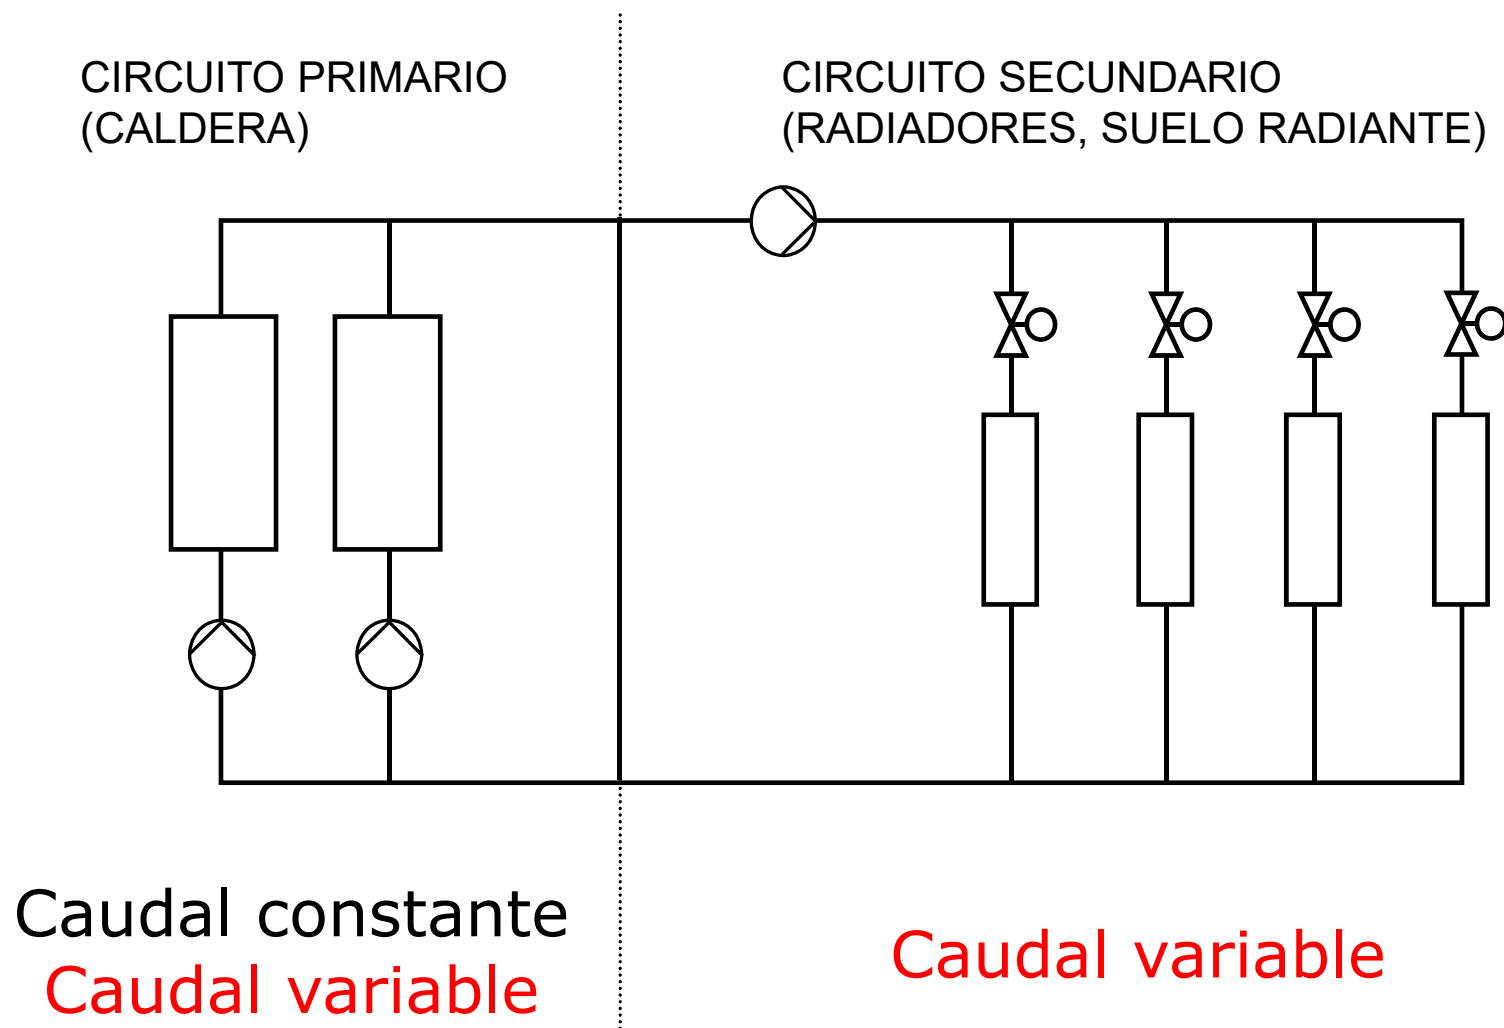 CIRCUITO PRIMARIO
(CALDERA)
CIRCUITO SECUNDARIO
(RADIADORES, SUELO RADIANTE)
Caudal constante
Caudal variable
Caudal variable